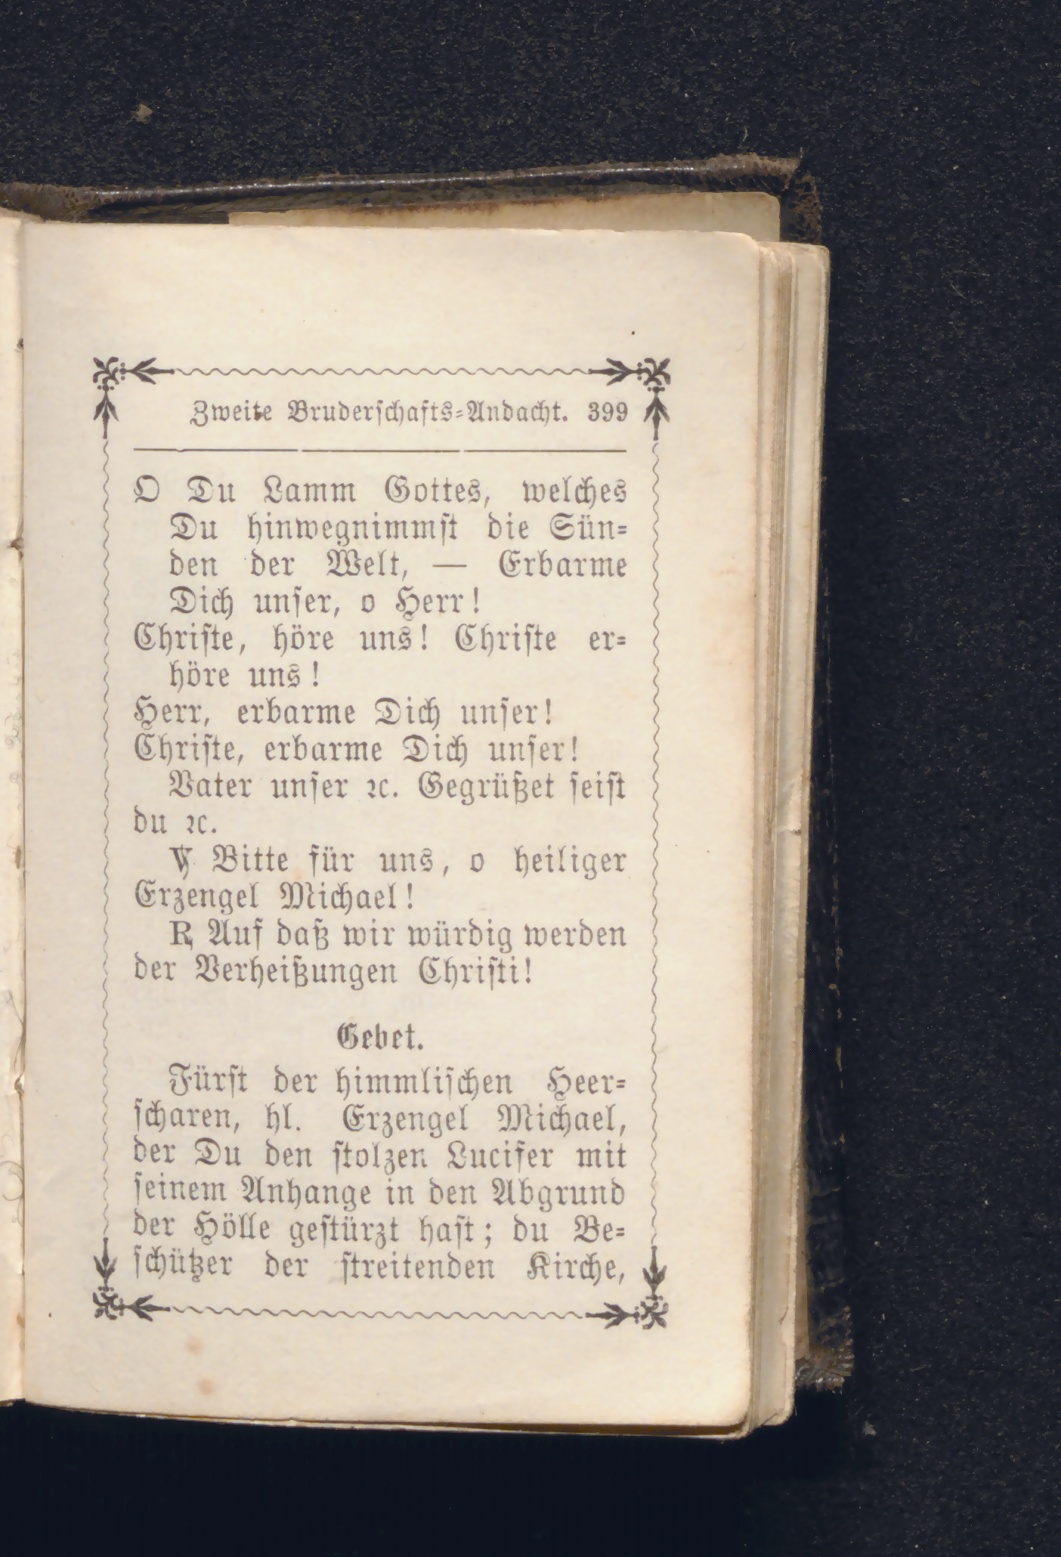 Zweite Bruderschafts-Andacht. 399
O Du Lamm Gottes, welches
Du hinwegnimmst die Sün-
den der Welt, — Erbarme
Dich unser, o Herr!
Christe, höre uns! Christe er-
höre uns!
Herr, erbarme Dich unser!
Christe, erbarme Dich unser!
Vater unser ꝛc. Gegrüßet seist
du ꝛc.
℣ Bitte für uns, o heiliger
Erzengel Michael!
℟ Auf daß wir würdig werden
der Verheißungen Christi!
Gebet.
Fürst der himmlischen Heer-
scharen, hl. Erzengel Michael,
der Du den stolzen Lucifer mit
seinem Anhange in den Abgrund
der Hölle gestürzt hast; du Be-
schützer der streitenden Kirche,